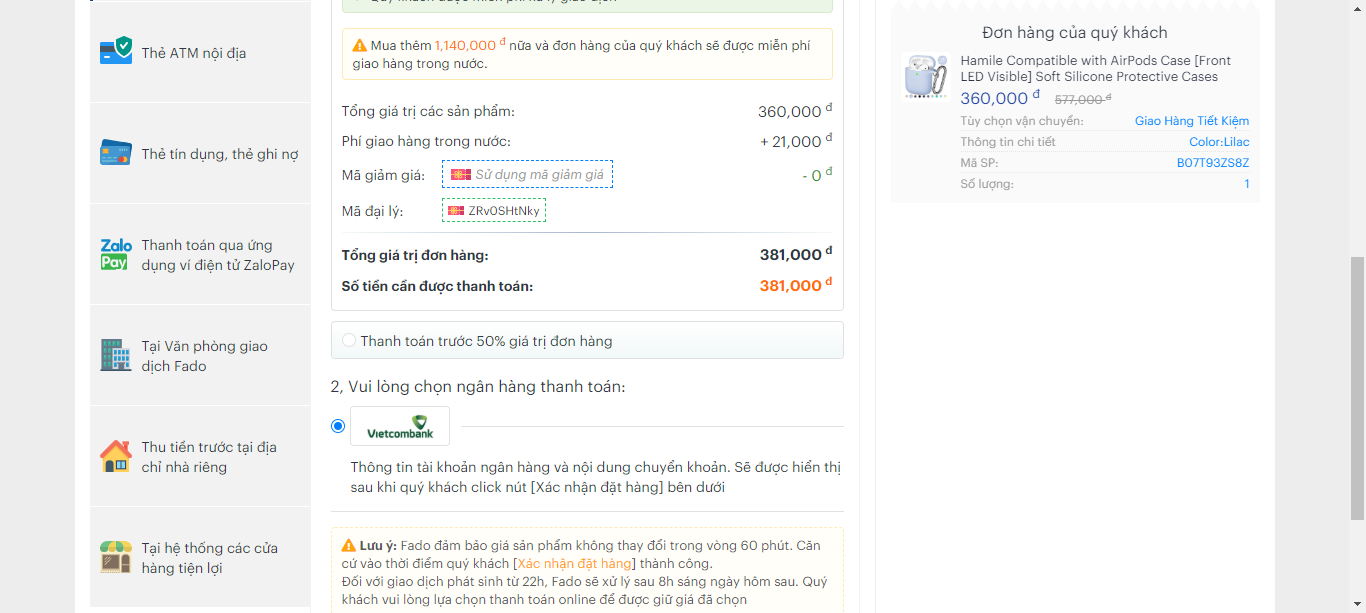 Thẻ ATM nội địa
Thẻ tín dụng, thẻ ghi nợ
Zalo
Pay
Thanh toán qua ứng
dụng ví điện tử ZaloPay
Tại Văn phòng giao
dịch Fado
Thu tiền trước tại địa
chỉ nhà riêng
Tại hệ thống các cửa
hàng tiện lợi
Mua thêm 1,140,000 đ nữa và đơn hàng của quý khách sẽ được miễn phí
giao hàng trong nước.
Tổng giá trị các sản phẩm: 360,000 đ
Phí giao hàng trong nước: + 21,000 đ
Mã giảm giá: Sử dụng mã giảm giá - 0 đ
Mã đại lý: ZRv0SHtNky
Tổng giá trị đơn hàng: 381,000 đ
Số tiền cần được thanh toán: 381,000 đ
Thanh toán trước 50% giá trị đơn hàng
2, Vui lòng chọn ngân hàng thanh toán:
Vietcombank
Thông tin tài khoản ngân hàng và nội dung chuyển khoản. Sẽ được hiển thị
sau khi quý khách click nút [Xác nhận đặt hàng] bên dưới
Lưu ý: Fado đảm bảo giá sản phẩm không thay đổi trong vòng 60 phút. Căn
cứ vào thời điểm quý khách [Xác nhận đặt hàng] thành công.
Đối với giao dịch phát sinh từ 22h, Fado sẽ xử lý sau 8h sáng ngày hôm sau. Quý
khách vui lòng lựa chọn thanh toán online để được giữ giá đã chọn
Đơn hàng của quý khách
Hamile Compatible with AirPods Case [Front
LED Visible] Soft Silicone Protective Cases
360,000 đ 577,000 đ
Tùy chọn vận chuyển: Giao Hàng Tiết Kiệm
Thông tin chi tiết Color:Lilac
Mã SP: B07T93ZS8Z
Số lượng: 1